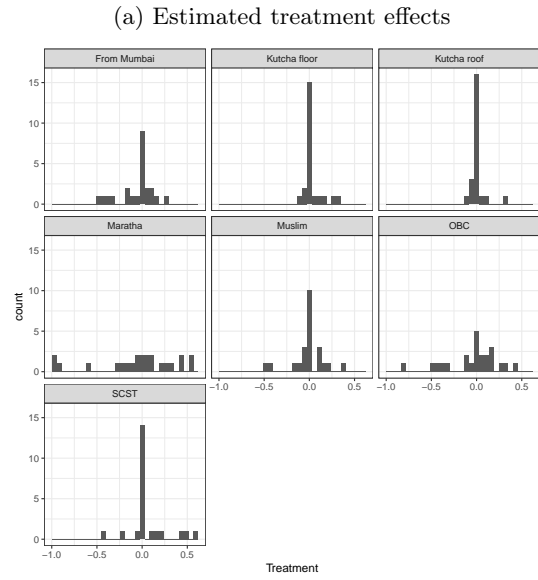 (a) Estimated treatment effects
From Mumbai Kutcha floor Kutcha roof
15
10
5
0
Maratha Muslim OBC
15
10
5
0
SCST
−1.0 −0.5 0.0 0.5 −1.0 −0.5 0.0 0.5
15
10
5
0
−1.0 −0.5 0.0 0.5
count
Treatment